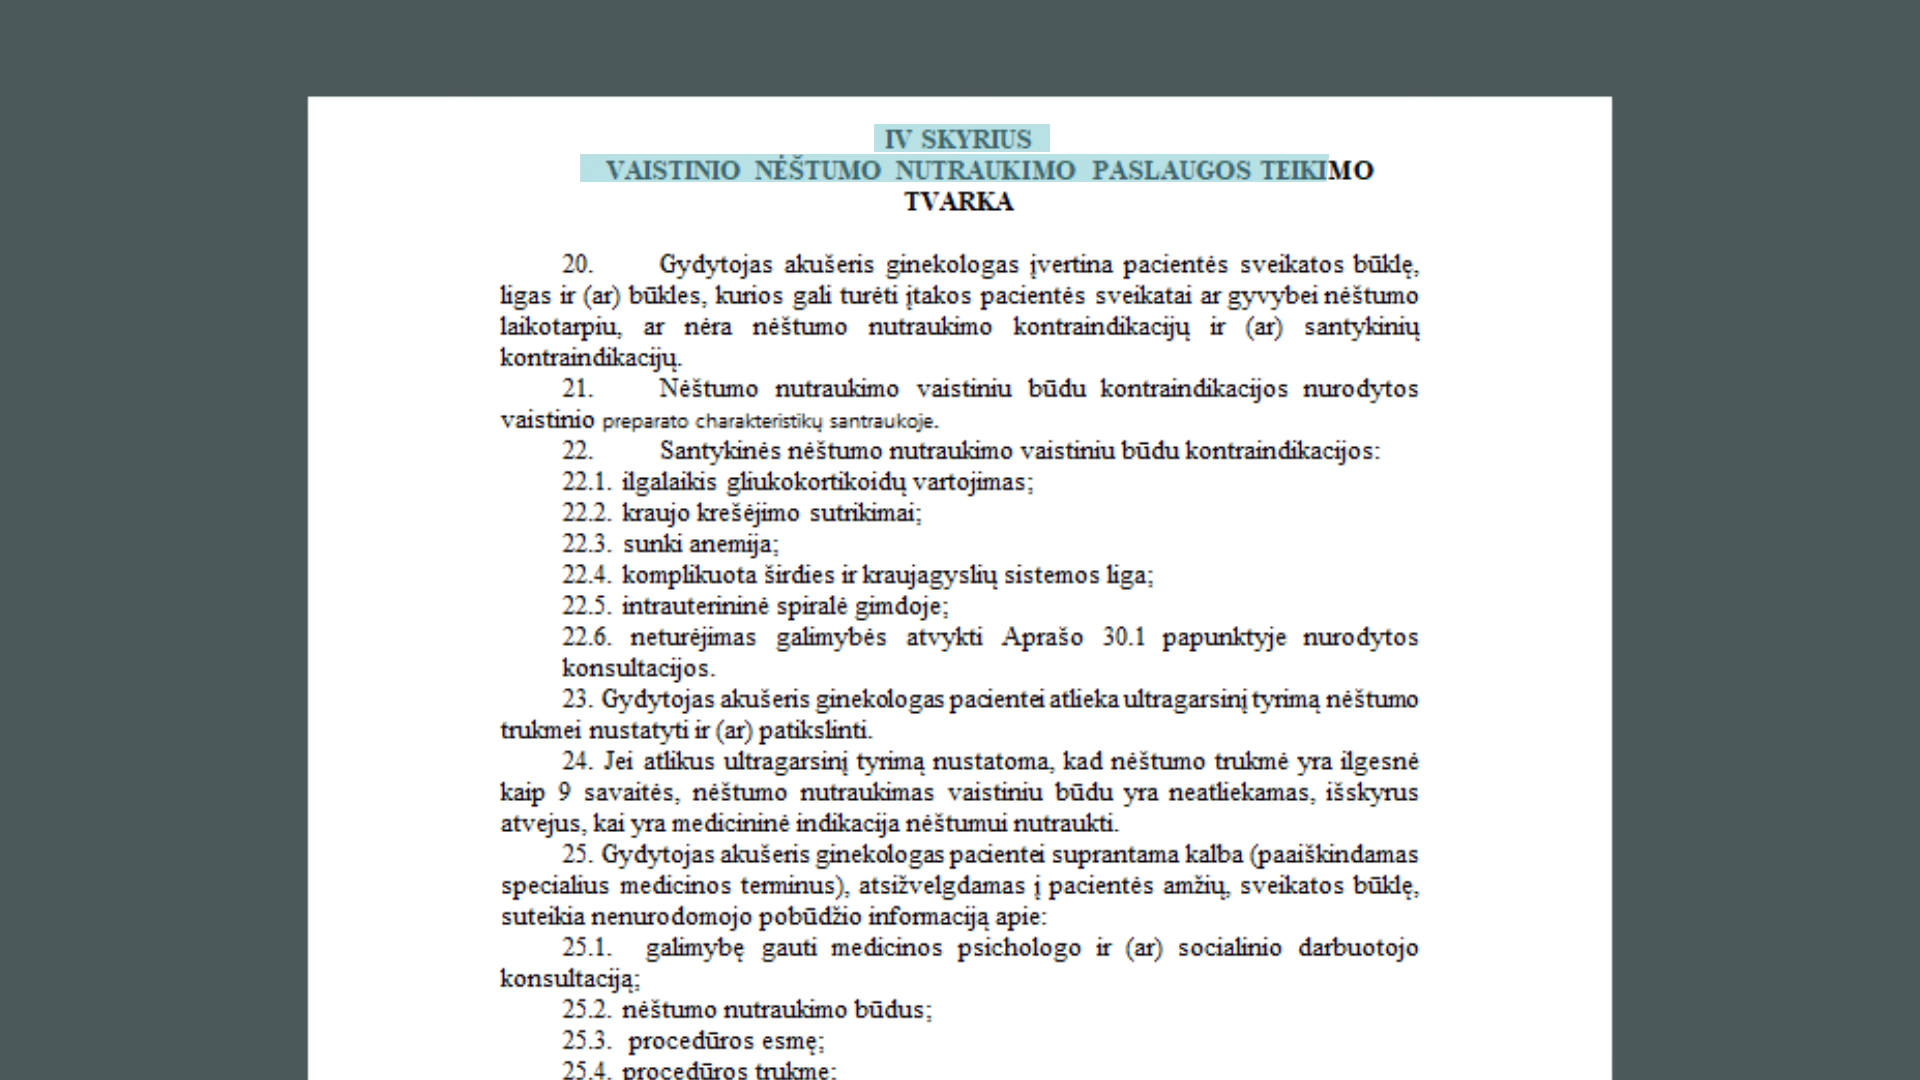 IV SKYRIUS
VAISTINIO NĖŠTUMO NUTRAUKIMO PASLAUGOS TEIKIMO
TVARKA
20. Gydytojas akušeris ginekologas įvertina pacientės sveikatos būklę,
ligas ir (ar) būkles, kurios gali turėti įtakos pacientės sveikatai ar gyvybei nėštumo
laikotarpiu, ar nėra nėštumo nutraukimo kontraindikacijų ir (ar) santykinių
kontraindikacijų.
21. Nėštumo nutraukimo vaistiniu būdu kontraindikacijos nurodytos
vaistinio preparato charakteristikų santraukoje.
22. Santykinės nėštumo nutraukimo vaistiniu būdu kontraindikacijos:
22.1. ilgalaikis gliukokortikoidų vartojimas;
22.2. kraujo krešėjimo sutrikimai;
22.3. sunki anemija;
22.4. komplikuota širdies ir kraujagyslių sistemos liga;
22.5. intrauterininė spiralė gimdoje;
22.6. neturėjimas galimybės atvykti Aprašo 30.1 papunktyje nurodytos
konsultacijos.
23. Gydytojas akušeris ginekologas pacientei atlieka ultragarsinį tyrimą nėštumo
trukmei nustatyti ir (ar) patikslinti.
24. Jei atlikus ultragarsinį tyrimą nustatoma, kad nėštumo trukmė yra ilgesnė
kaip 9 savaitės, nėštumo nutraukimas vaistiniu būdu yra neatliekamas, išskyrus
atvejus, kai yra medicininė indikacija nėštumui nutraukti.
25. Gydytojas akušeris ginekologas pacientei suprantama kalba (paaiškindamas
specialius medicinos terminus), atsižvelgdamas į pacientės amžių, sveikatos būklę,
suteikia nenurodomojo pobūdžio informaciją apie:
25.1. galimybę gauti medicinos psichologo ir (ar) socialinio darbuotojo
konsultaciją;
25.2. nėštumo nutraukimo būdus;
25.3. procedūros esmę;
25.4. procedūros trukmę;